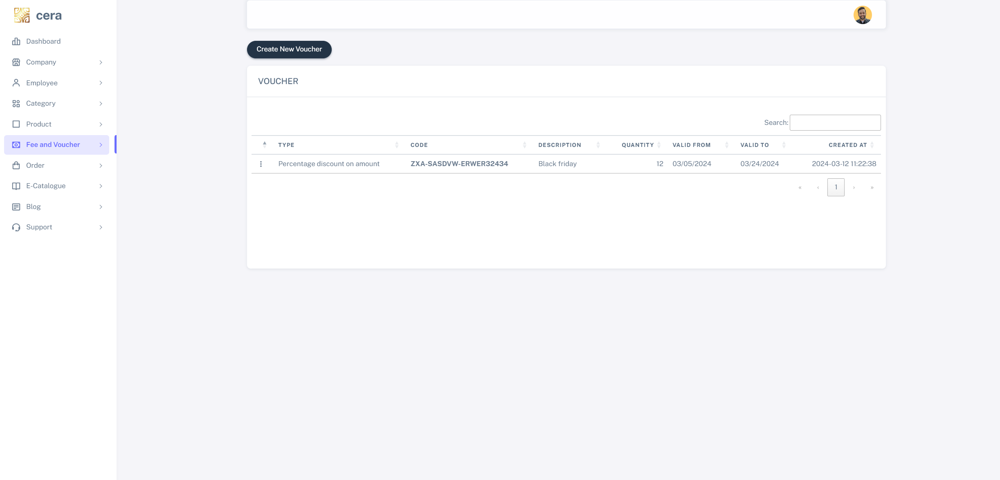 cera
Dashboard
Company
Employee
Category
Product
Fee and Voucher
Order
E-Catalogue
Blog
Support
Create New Voucher
VOUCHER
Search:
TYPE CODE DESCRIPTION QUANTITY VALID FROM VALID TO CREATED AT
Percentage discount on amount ZXA-SASDVW-ERWER32434 Black friday 12 03/05/2024 03/24/2024 2024-03-12 11:22:38
« ‹ 1 › »